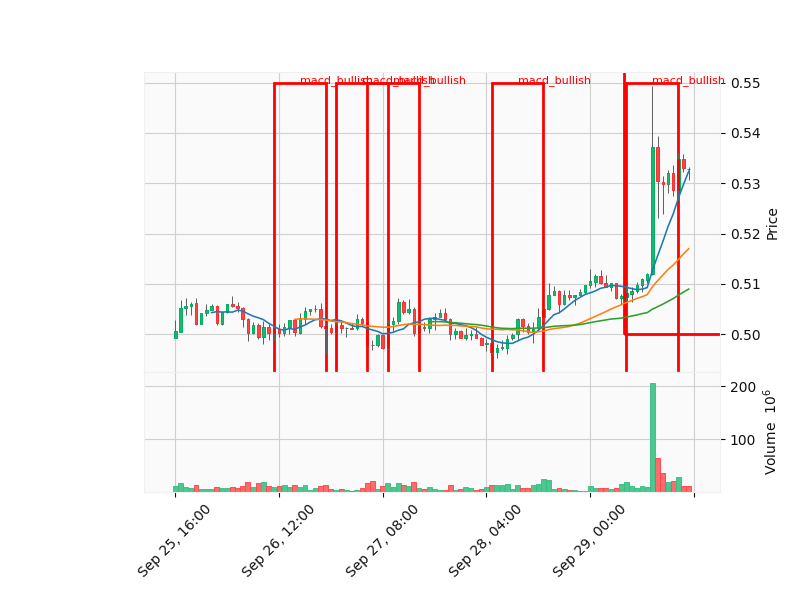 macd_bullish
macd_bullish
macd_bullish
macd_bullish
macd_bullish
0.55
0.54
0.53
0.52
0.51
0.50
Price
200
100
Volume 10^6
Sep 25, 16:00
Sep 26, 12:00
Sep 27, 08:00
Sep 28, 04:00
Sep 29, 00:00